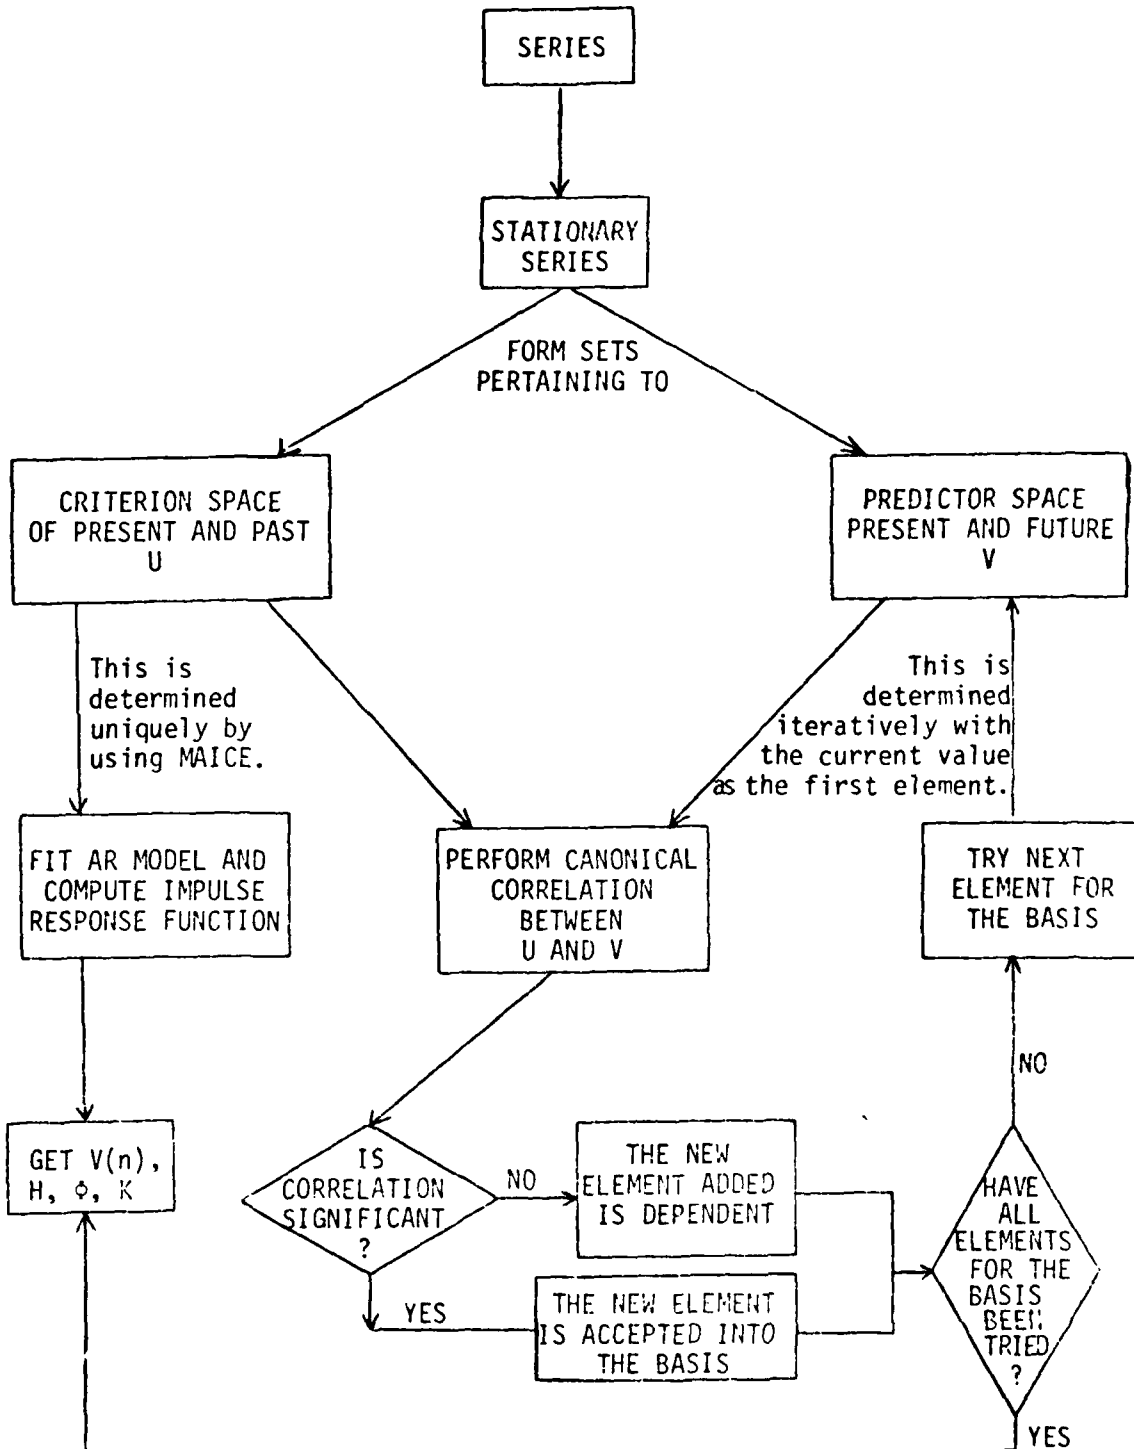 SERIES
STATIONARY
SERIES
FORM SETS
PERTAINING TO
CRITERION SPACE
OF PRESENT AND PAST
U
PREDICTOR SPACE
PRESENT AND FUTURE
V
This is
determined
uniquely by
using MAICE.
This is
determined
iteratively with
the current value
as the first element.
FIT AR MODEL AND
COMPUTE IMPULSE
RESPONSE FUNCTION
PERFORM CANONICAL
CORRELATION
BETWEEN
U AND V
TRY NEXT
ELEMENT FOR
THE BASIS
NO
GET V(n),
H, Φ, K
IS
CORRELATION
SIGNIFICANT
?
NO
THE NEW
ELEMENT ADDED
IS DEPENDENT
YES
THE NEW ELEMENT
IS ACCEPTED INTO
THE BASIS
HAVE
ALL
ELEMENTS
FOR THE
BASIS
BEEN
TRIED
?
YES